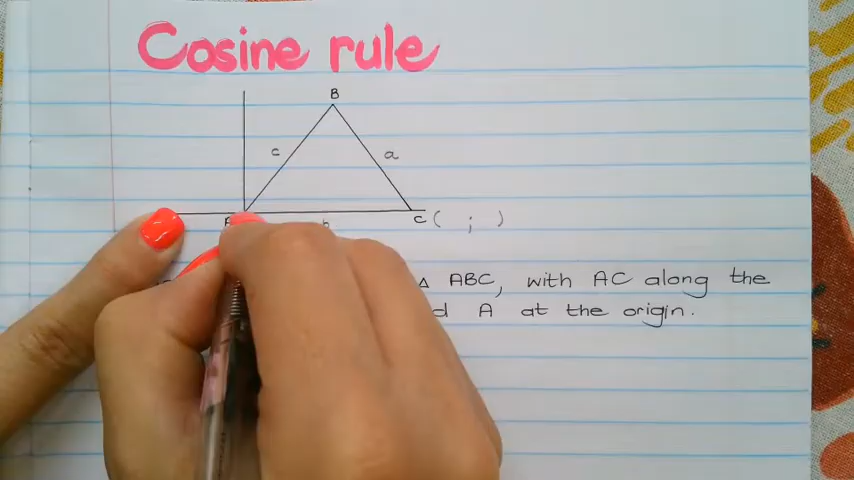 Cosine rule
B
c
a
b
C ( ; )
△ ABC, with AC along the
A at the origin.